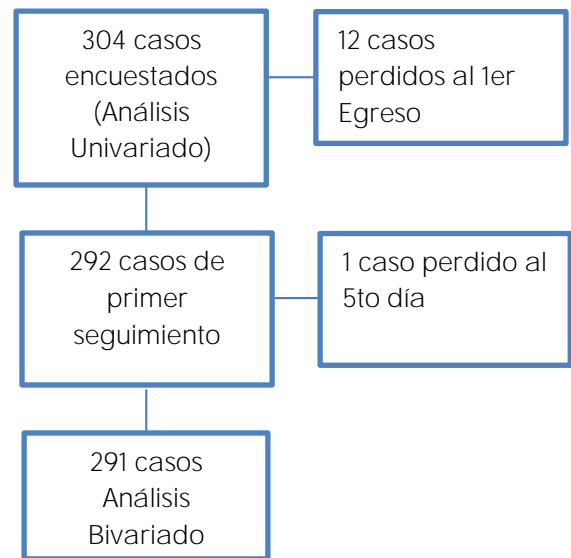 304 casos
encuestados
(Análisis
Univariado)
12 casos
perdidos al 1er
Egreso
292 casos de
primer
seguimiento
1 caso perdido al
5to día
291 casos
Análisis
Bivariado